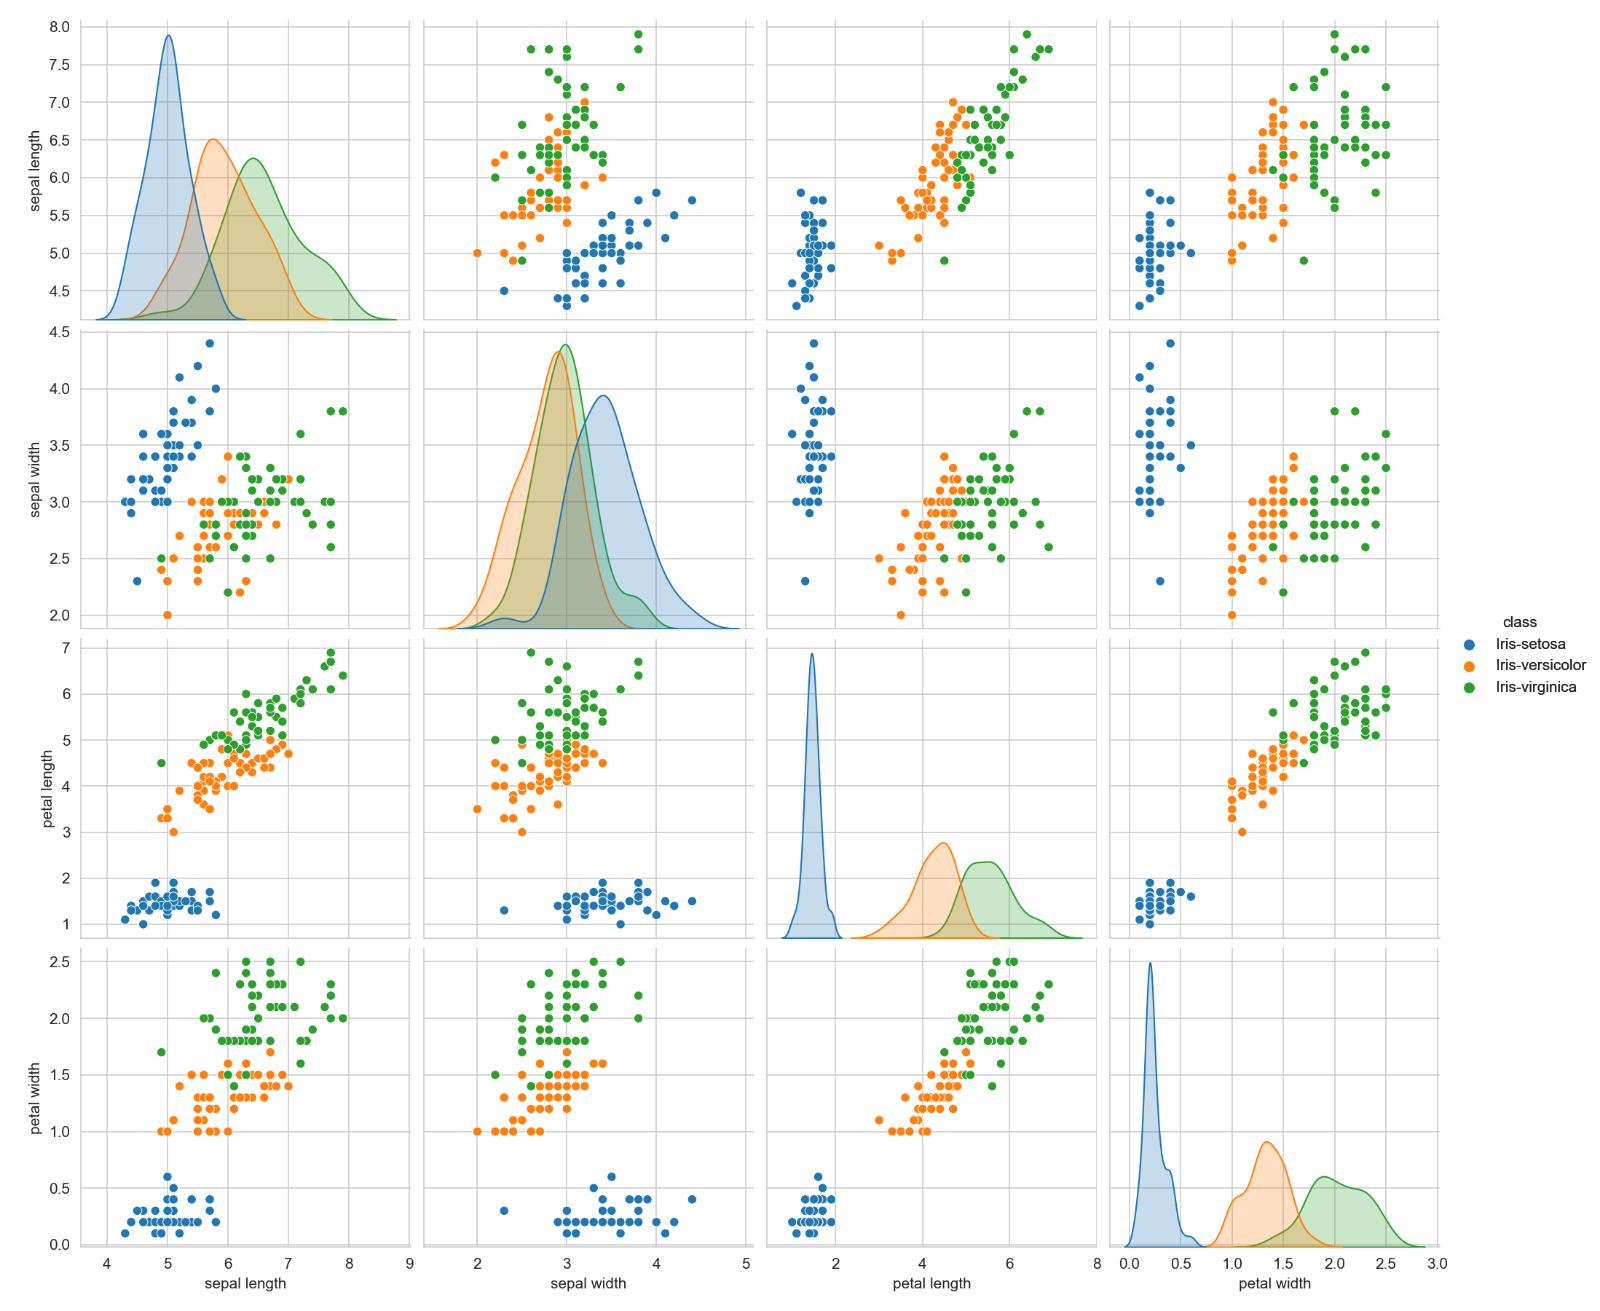 8.0
7.5
7.0
6.5
6.0
5.5
5.0
4.5
sepal length
4.5
4.0
3.5
3.0
2.5
2.0
sepal width
class
Iris-setosa
Iris-versicolor
Iris-virginica
7
6
5
4
3
2
1
petal length
2.5
2.0
1.5
1.0
0.5
0.0
petal width
4 5 6 7 8 9
sepal length
2 3 4 5
sepal width
2 4 6 8
petal length
0.0 0.5 1.0 1.5 2.0 2.5 3.0
petal width